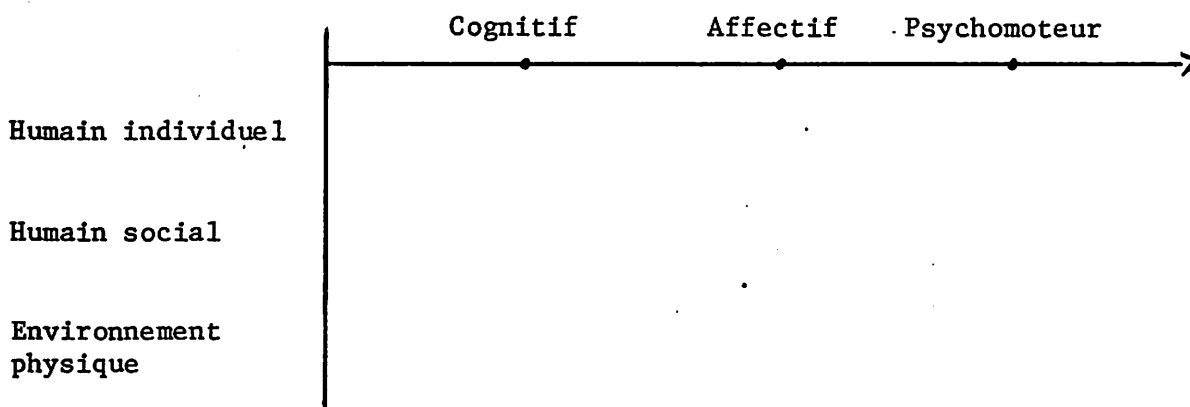 Cognitif Affectif Psychomoteur
Humain individuel
Humain social
Environnement
physique